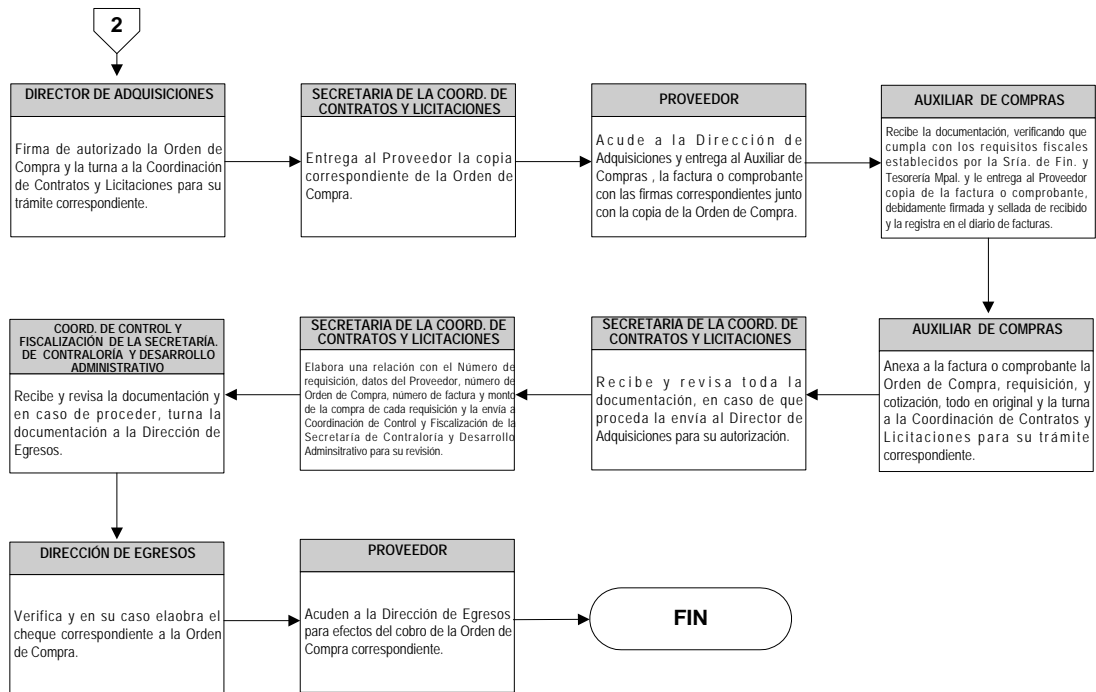 2
DIRECTOR DE ADQUISICIONES
Firma de autorizado la Orden de
Compra y la turna a la Coordinación
de Contratos y Licitaciones para su
trámite correspondiente.
SECRETARIA DE LA COORD. DE
CONTRATOS Y LICITACIONES
Entrega al Proveedor la copia
correspondiente de la Orden de
Compra.
PROVEEDOR
Acude a la Dirección de
Adquisiciones y entrega al Auxiliar de
Compras , la factura o comprobante
con las firmas correspondientes junto
con la copia de la Orden de Compra.
AUXILIAR DE COMPRAS
Recibe la documentación, verificando que
cumpla con los requisitos fiscales
establecidos por la Sría. de Fin. y
Tesorería Mpal. y le entrega al Proveedor
copia de la factura o comprobante,
debidamente firmada y sellada de recibido
y la registra en el diario de facturas.
COORD. DE CONTROL Y
FISCALIZACIÓN DE LA SECRETARÍA.
DE CONTRALORÍA Y DESARROLLO
ADMINISTRATIVO
Recibe y revisa la documentación y
en caso de proceder, turna la
documentación a la Dirección de
Egresos.
SECRETARIA DE LA COORD. DE
CONTRATOS Y LICITACIONES
Elabora una relación con el Número de
requisición, datos del Proveedor, número de
Orden de Compra, número de factura y monto
de la compra de cada requisición y la envía a
Coordinación de Control y Fiscalización de la
Secretaría de Contraloría y Desarrollo
Adminsitrativo para su revisión.
SECRETARIA DE LA COORD. DE
CONTRATOS Y LICITACIONES
Recibe y revisa toda la
documentación, en caso de que
proceda la envía al Director de
Adquisiciones para su autorización.
AUXILIAR DE COMPRAS
Anexa a la factura o comprobante la
Orden de Compra, requisición, y
cotización, todo en original y la turna
a la Coordinación de Contratos y
Licitaciones para su trámite
correspondiente.
DIRECCIÓN DE EGRESOS
Verifica y en su caso elaobra el
cheque correspondiente a la Orden
de Compra.
PROVEEDOR
Acuden a la Dirección de Egresos
para efectos del cobro de la Orden de
Compra correspondiente.
FIN